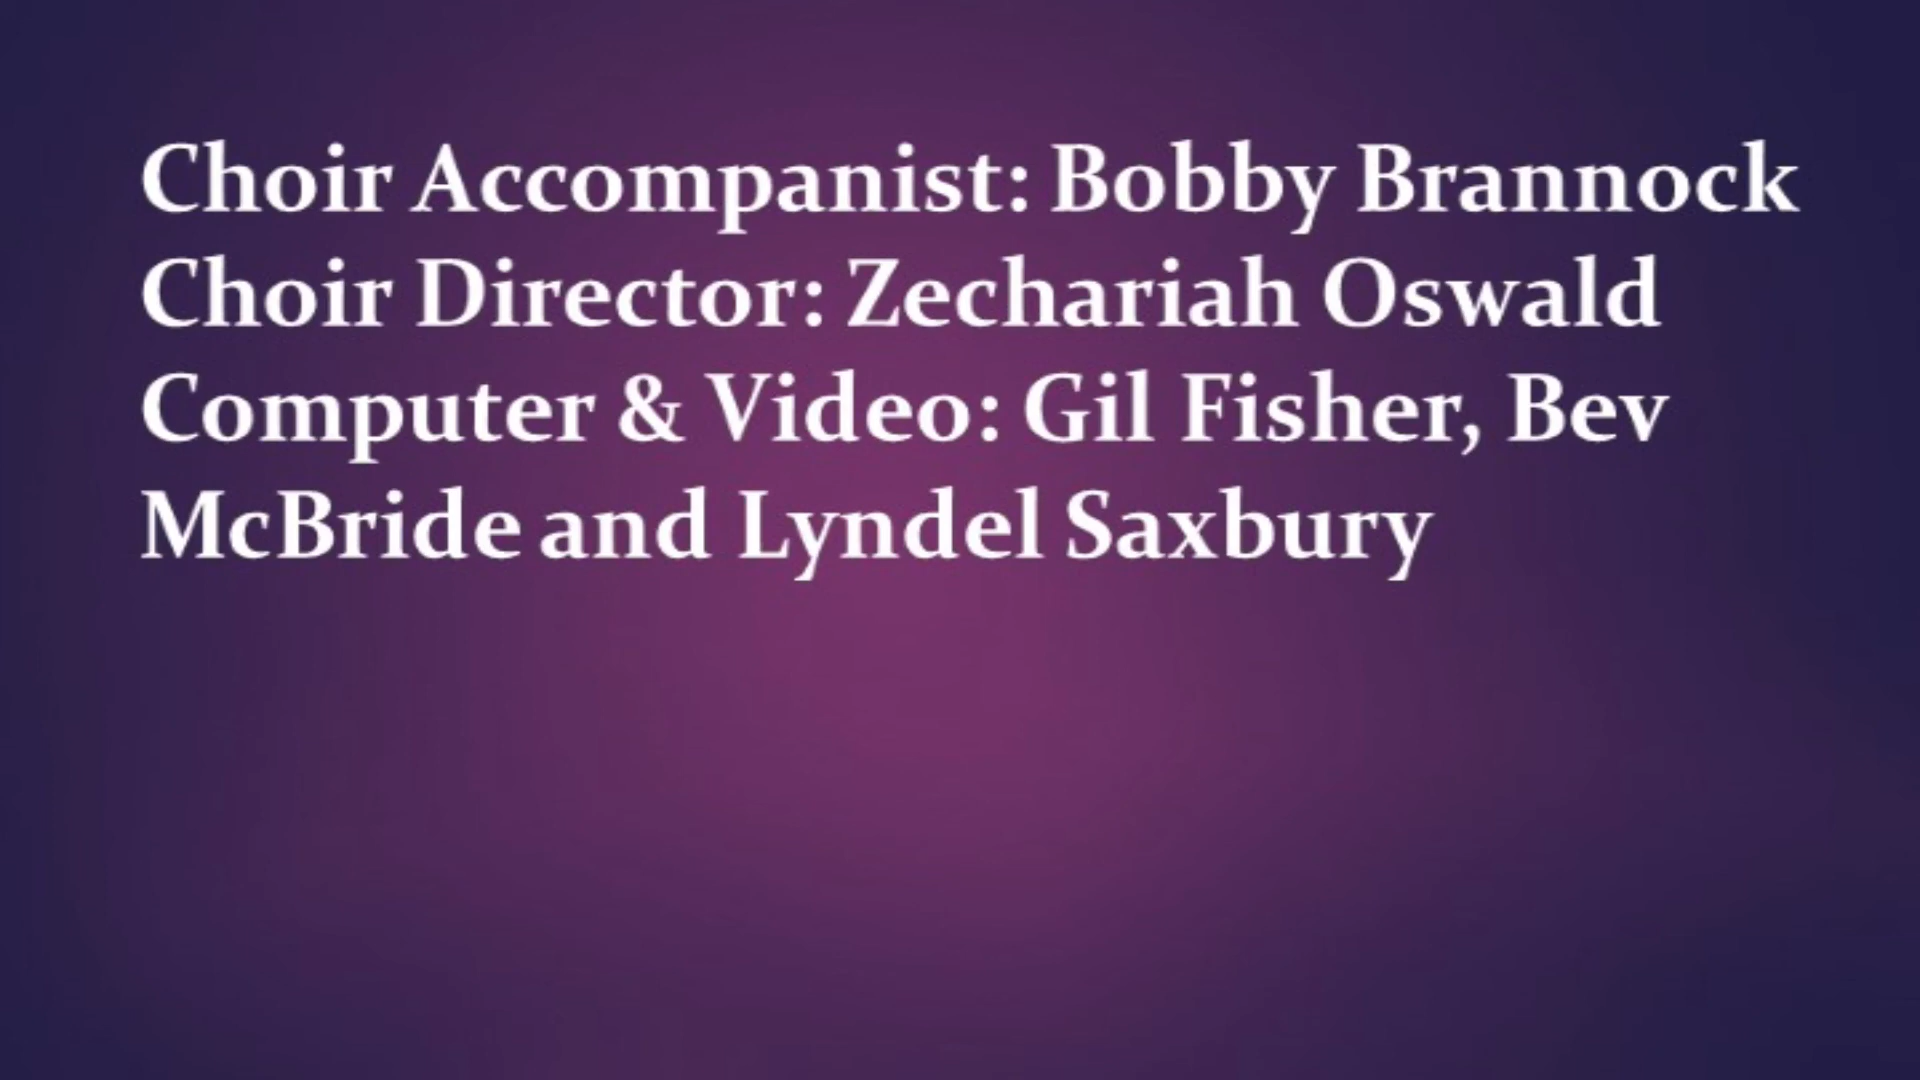 Choir Accompanist: Bobby Brannock
Choir Director: Zechariah Oswald
Computer & Video: Gil Fisher, Bev
McBride and Lyndel Saxbury